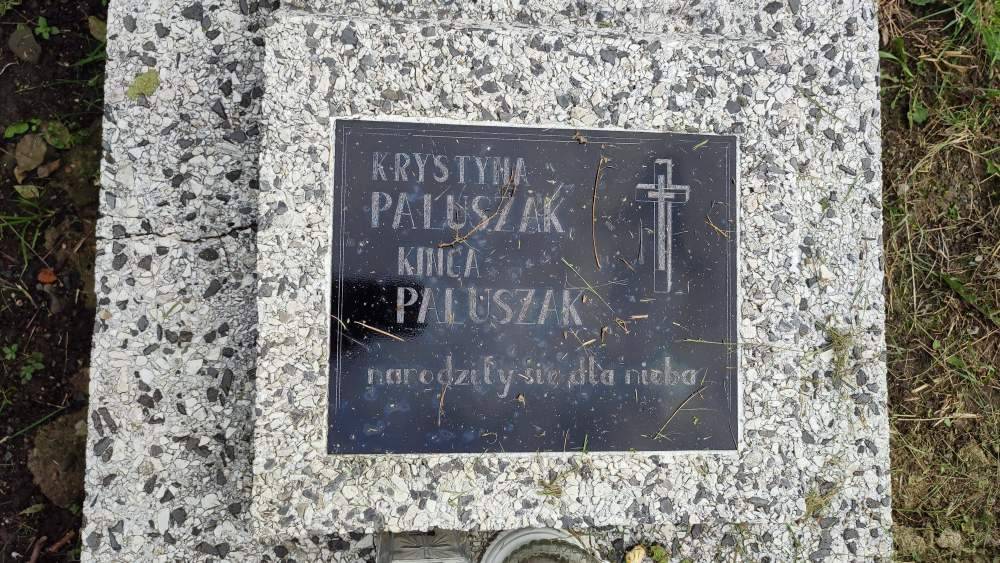 KRYSTYNA
PALUSZAK
KINGA
PALUSZAK
narodziły się dla nieba